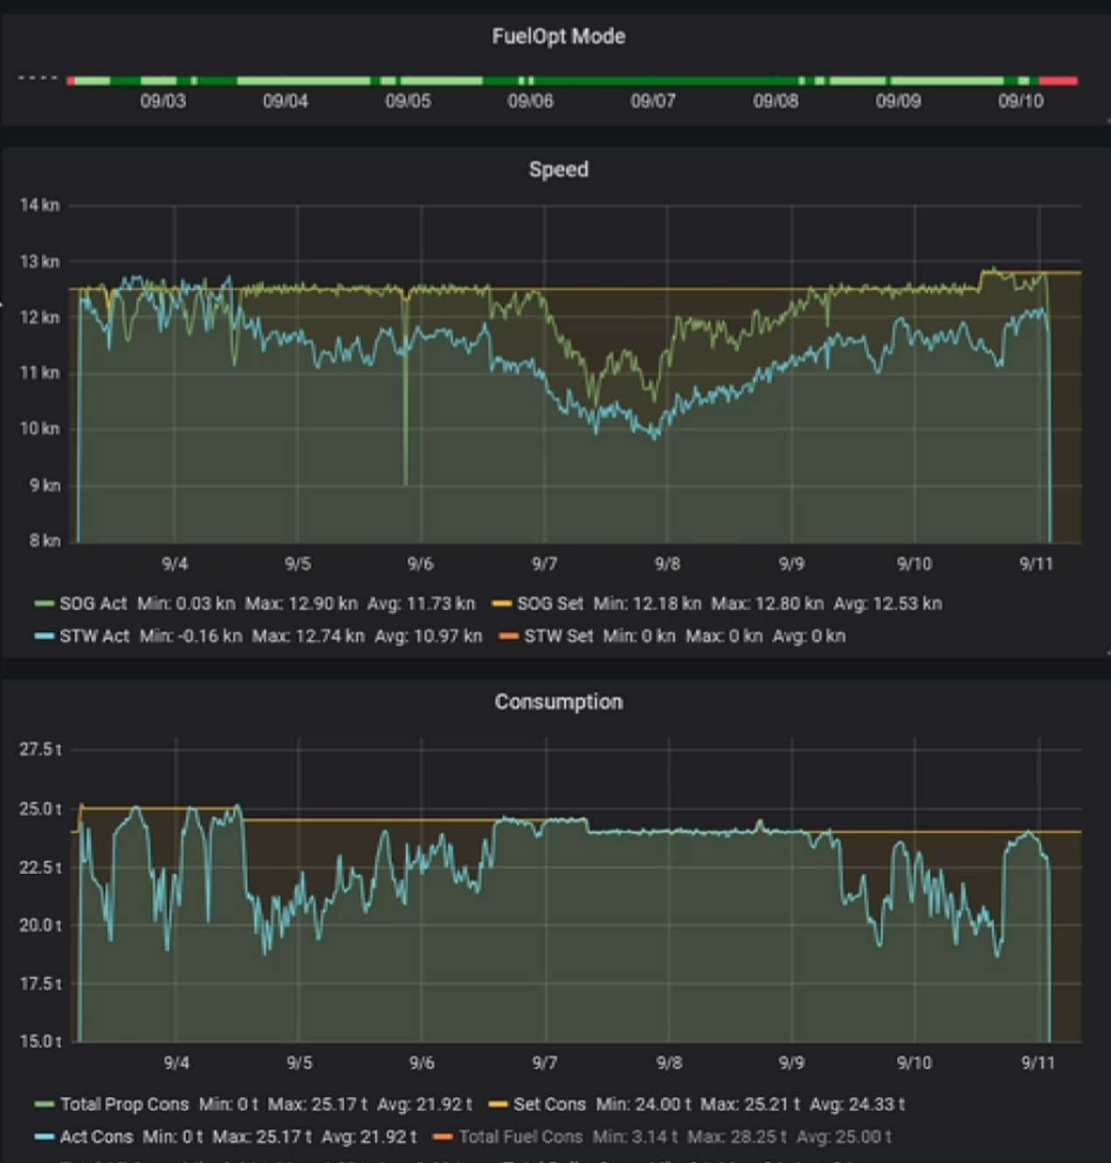 FuelOpt Mode
09/03 09/04 09/05 09/06 09/07 09/08 09/09 09/10
Speed
14 kn
13 kn
12 kn
11 kn
10 kn
9 kn
8 kn
9/4 9/5 9/6 9/7 9/8 9/9 9/10 9/11
SOG Act Min: 0.03 kn Max: 12.90 kn Avg: 11.73 kn SOG Set Min: 12.18 kn Max: 12.80 kn Avg: 12.53 kn
STW Act Min: -0.16 kn Max: 12.74 kn Avg: 10.97 kn STW Set Min: 0 kn Max: 0 kn Avg: 0 kn
Consumption
27.5 t
25.0 t
22.5 t
20.0 t
17.5 t
15.0 t
9/4 9/5 9/6 9/7 9/8 9/9 9/10 9/11
Total Prop Cons Min: 0 t Max: 25.17 t Avg: 21.92 t Set Cons Min: 24.00 t Max: 25.21 t Avg: 24.33 t
Act Cons Min: 0 t Max: 25.17 t Avg: 21.92 t Total Fuel Cons Min: 3.14 t Max: 28.25 t Avg: 25.00 t